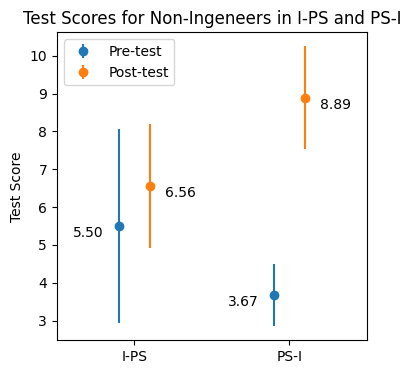 Test Scores for Non-Ingeneers in I-PS and PS-I
Pre-test
Post-test
10
9
8
7
6
5
4
3
Test Score
5.50
6.56
3.67
8.89
I-PS
PS-I